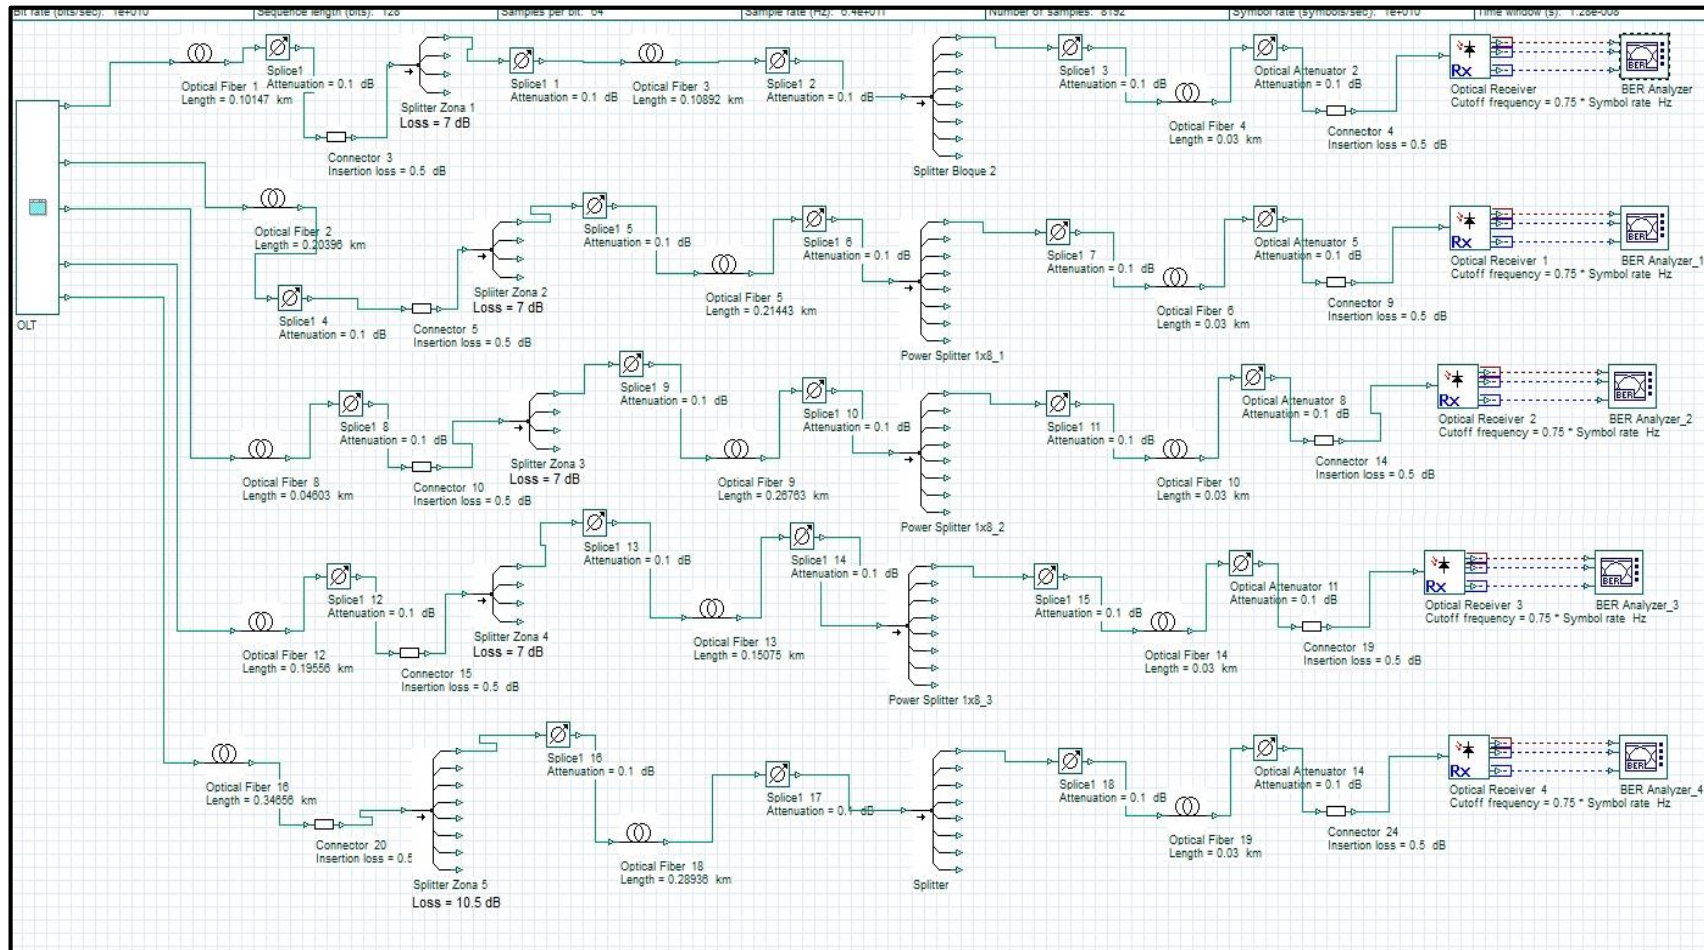 Bit rate (bits/sec): 1e+010 Sequence length (bits): 128 Samples per bit: 64 Sample rate (Hz): 6.4e+011 Number of samples: 8192 Symbol rate (symbols/sec): 1e+010 Time window (s): 1.28e-008
OLT
Optical Fiber 1
Length = 0.10147 km
Splice1
Attenuation = 0.1 dB
Connector 3
Insertion loss = 0.5 dB
Splitter Zona 1
Loss = 7 dB
Splice1 1
Attenuation = 0.1 dB
Optical Fiber 3
Length = 0.10892 km
Splice1 2
Attenuation = 0.1 dB
Splitter Bloque 2
Splice1 3
Attenuation = 0.1 dB
Optical Fiber 4
Length = 0.03 km
Optical Attenuator 2
Attenuation = 0.1 dB
Connector 4
Insertion loss = 0.5 dB
Rx
Optical Receiver
Cutoff frequency = 0.75 * Symbol rate Hz
BER
BER Analyzer
Optical Fiber 2
Length = 0.20396 km
Splice1 4
Attenuation = 0.1 dB
Connector 5
Insertion loss = 0.5 dB
Splitter Zona 2
Loss = 7 dB
Splice1 5
Attenuation = 0.1 dB
Optical Fiber 5
Length = 0.21443 km
Splice1 6
Attenuation = 0.1 dB
Power Splitter 1x8_1
Splice1 7
Attenuation = 0.1 dB
Optical Fiber 6
Length = 0.03 km
Optical Attenuator 5
Attenuation = 0.1 dB
Connector 9
Insertion loss = 0.5 dB
Rx
Optical Receiver 1
Cutoff frequency = 0.75 * Symbol rate Hz
BER
BER Analyzer_1
Optical Fiber 8
Length = 0.04603 km
Splice1 8
Attenuation = 0.1 dB
Connector 10
Insertion loss = 0.5 dB
Splitter Zona 3
Loss = 7 dB
Splice1 9
Attenuation = 0.1 dB
Optical Fiber 9
Length = 0.26763 km
Splice1 10
Attenuation = 0.1 dB
Power Splitter 1x8_2
Splice1 11
Attenuation = 0.1 dB
Optical Fiber 10
Length = 0.03 km
Optical Attenuator 8
Attenuation = 0.1 dB
Connector 14
Insertion loss = 0.5 dB
Rx
Optical Receiver 2
Cutoff frequency = 0.75 * Symbol rate Hz
BER
BER Analyzer_2
Optical Fiber 12
Length = 0.19556 km
Splice1 12
Attenuation = 0.1 dB
Connector 15
Insertion loss = 0.5 dB
Splitter Zona 4
Loss = 7 dB
Splice1 13
Attenuation = 0.1 dB
Optical Fiber 13
Length = 0.15075 km
Splice1 14
Attenuation = 0.1 dB
Power Splitter 1x8_3
Splice1 15
Attenuation = 0.1 dB
Optical Fiber 14
Length = 0.03 km
Optical Attenuator 11
Attenuation = 0.1 dB
Connector 19
Insertion loss = 0.5 dB
Rx
Optical Receiver 3
Cutoff frequency = 0.75 * Symbol rate Hz
BER
BER Analyzer_3
Optical Fiber 16
Length = 0.34656 km
Connector 20
Insertion loss = 0.5
Splitter Zona 5
Loss = 10.5 dB
Splice1 16
Attenuation = 0.1 dB
Optical Fiber 18
Length = 0.28936 km
Splice1 17
Attenuation = 0.1 dB
Splitter
Splice1 18
Attenuation = 0.1 dB
Optical Fiber 19
Length = 0.03 km
Optical Attenuator 14
Attenuation = 0.1 dB
Connector 24
Insertion loss = 0.5 dB
Rx
Optical Receiver 4
Cutoff frequency = 0.75 * Symbol rate Hz
BER
BER Analyzer_4